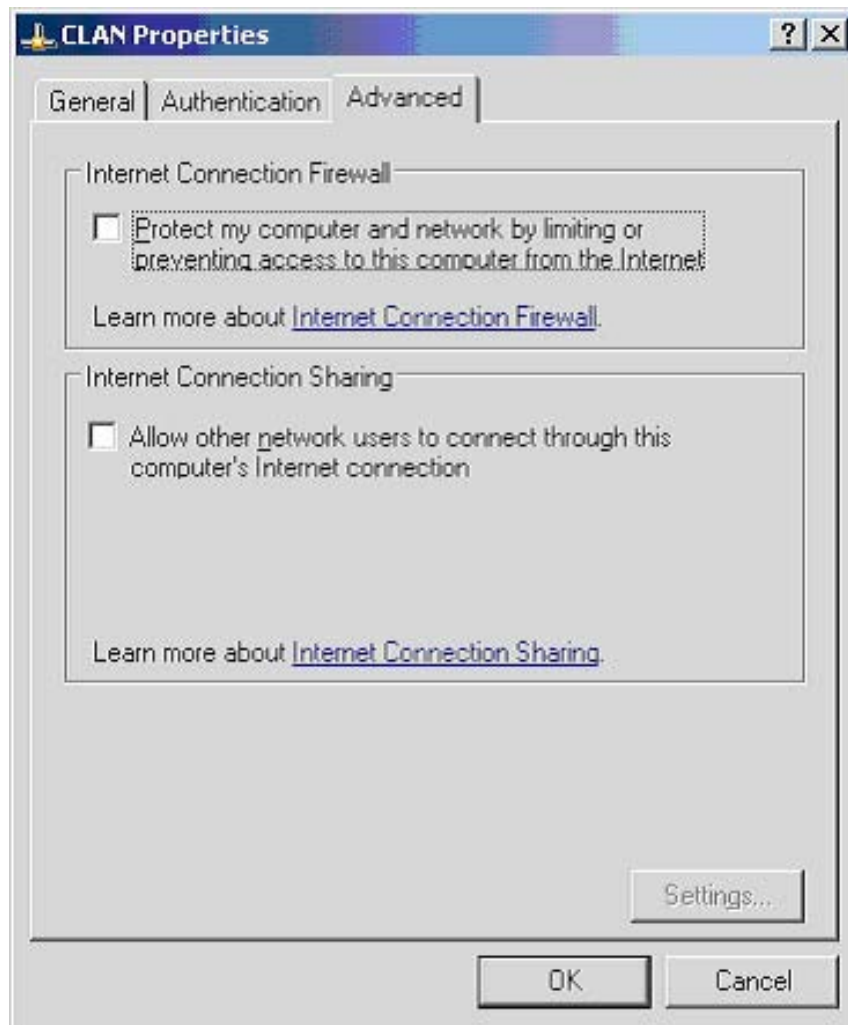 CLAN Properties
General Authentication Advanced
Internet Connection Firewall
Protect my computer and network by limiting or
preventing access to this computer from the Internet
Learn more about Internet Connection Firewall.
Internet Connection Sharing
Allow other network users to connect through this
computer's Internet connection
Learn more about Internet Connection Sharing.
Settings...
OK Cancel